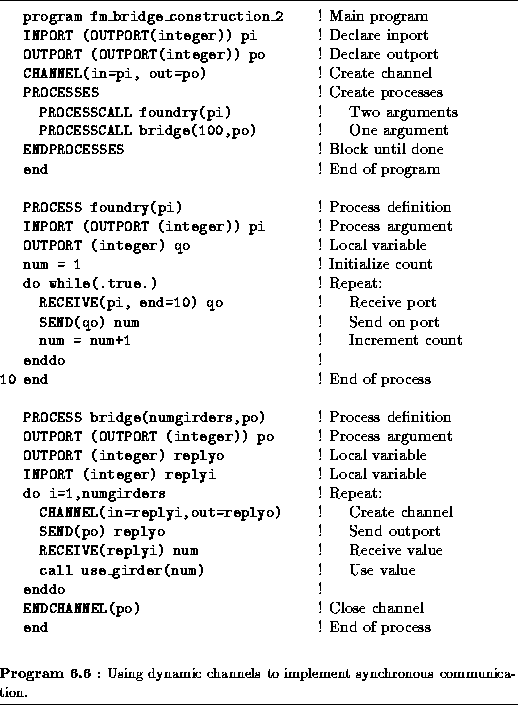 program fm_bridge_construction_2 ! Main program
INPORT (OUTPORT(integer)) pi ! Declare inport
OUTPORT (OUTPORT(integer)) po ! Declare outport
CHANNEL(in=pi, out=po) ! Create channel
PROCESSES ! Create processes
PROCESSCALL foundry(pi) ! Two arguments
PROCESSCALL bridge(100,po) ! One argument
ENDPROCESSES ! Block until done
end ! End of program
PROCESS foundry(pi) ! Process definition
INPORT (OUTPORT (integer)) pi ! Process argument
OUTPORT (integer) qo ! Local variable
num = 1 ! Initialize count
do while(.true.) ! Repeat:
RECEIVE(pi, end=10) qo ! Receive port
SEND(qo) num ! Send on port
num = num+1 ! Increment count
enddo !
10 end ! End of process
PROCESS bridge(numgirders,po) ! Process definition
OUTPORT (OUTPORT (integer)) po ! Process argument
OUTPORT (integer) replyo ! Local variable
INPORT (integer) replyi ! Local variable
do i=1,numgirders ! Repeat:
CHANNEL(in=replyi,out=replyo) ! Create channel
SEND(po) replyo ! Send outport
RECEIVE(replyi) num ! Receive value
call use_girder(num) ! Use value
enddo !
ENDCHANNEL(po) ! Close channel
end ! End of process
Program 6.6 : Using dynamic channels to implement synchronous communica-
tion.